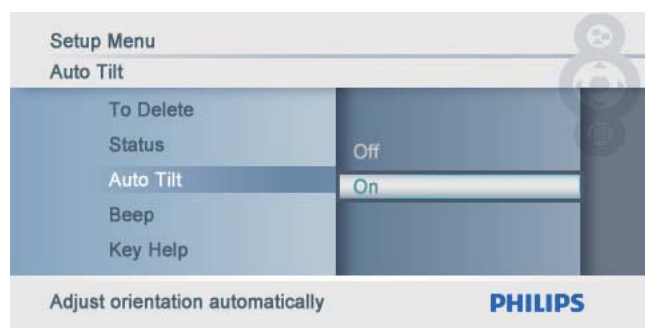 Setup Menu
Auto Tilt
To Delete
Status
Auto Tilt
Beep
Key Help
Off
On
Adjust orientation automatically
PHILIPS